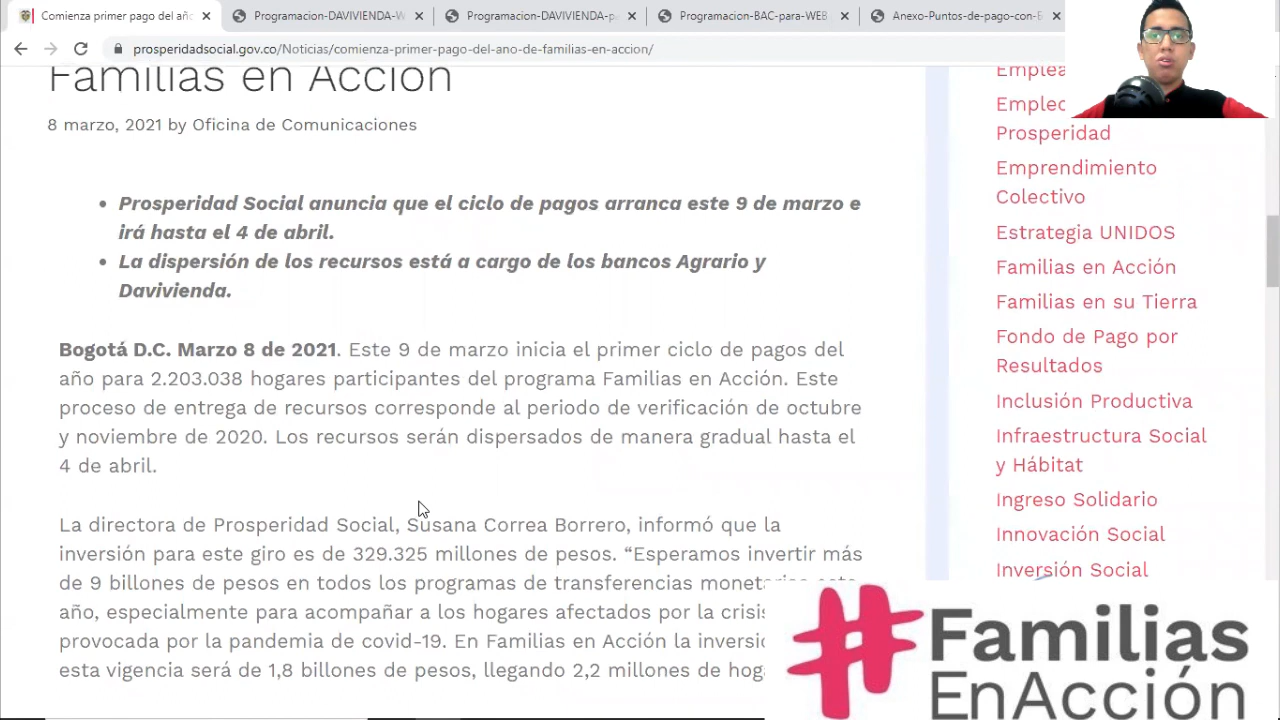 Comienza primer pago del año
Programacion-DAVIVIENDA-W
Programacion-DAVIVIENDA-pa
Programacion-BAC-para-WEB
Anexo-Puntos-de-pago-con-B
prosperidadsocial.gov.co/Noticias/comienza-primer-pago-del-ano-de-familias-en-accion/
Familias en Acción
8 marzo, 2021 by Oficina de Comunicaciones
• Prosperidad Social anuncia que el ciclo de pagos arranca este 9 de marzo e
irá hasta el 4 de abril.
• La dispersión de los recursos está a cargo de los bancos Agrario y
Davivienda.
Bogotá D.C. Marzo 8 de 2021. Este 9 de marzo inicia el primer ciclo de pagos del
año para 2.203.038 hogares participantes del programa Familias en Acción. Este
proceso de entrega de recursos corresponde al periodo de verificación de octubre
y noviembre de 2020. Los recursos serán dispersados de manera gradual hasta el
4 de abril.
La directora de Prosperidad Social, Susana Correa Borrero, informó que la
inversión para este giro es de 329.325 millones de pesos. “Esperamos invertir más
de 9 billones de pesos en todos los programas de transferencias monetarias este
año, especialmente para acompañar a los hogares afectados por la crisis
provocada por la pandemia de covid-19. En Familias en Acción la inversió
esta vigencia será de 1,8 billones de pesos, llegando 2,2 millones de hog
Emplea
Empleo
Prosperidad
Emprendimiento
Colectivo
Estrategia UNIDOS
Familias en Acción
Familias en su Tierra
Fondo de Pago por
Resultados
Inclusión Productiva
Infraestructura Social
y Hábitat
Ingreso Solidario
Innovación Social
Inversión Social
#Familias
EnAcción